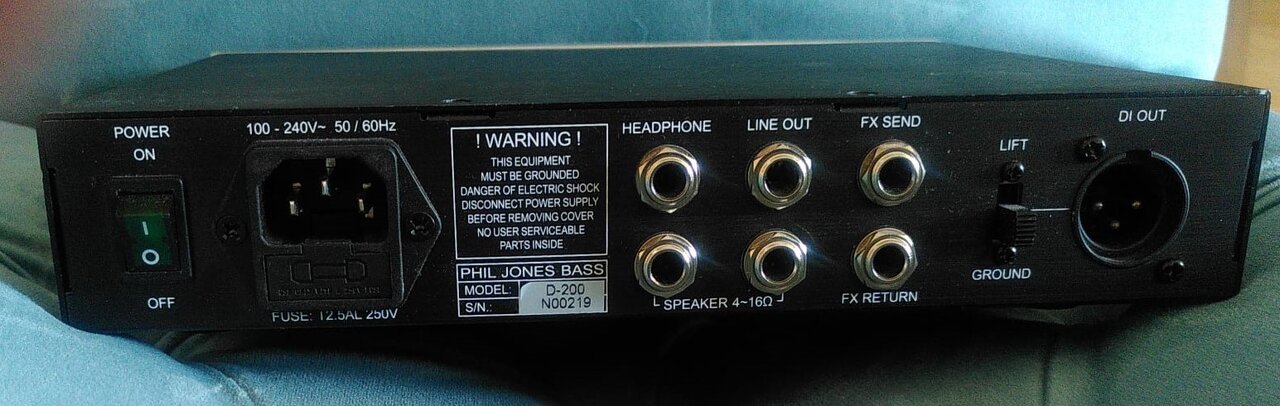 POWER
ON
I
O
OFF
100 - 240V~ 50 / 60Hz
FUSE: T2.5AL 250V
! WARNING !
THIS EQUIPMENT
MUST BE GROUNDED
DANGER OF ELECTRIC SHOCK
DISCONNECT POWER SUPPLY
BEFORE REMOVING COVER
NO USER SERVICEABLE
PARTS INSIDE
PHIL JONES BASS
MODEL: D-200
S/N.: N00219
HEADPHONE
LINE OUT
FX SEND
SPEAKER 4~16Ω
FX RETURN
LIFT
GROUND
DI OUT